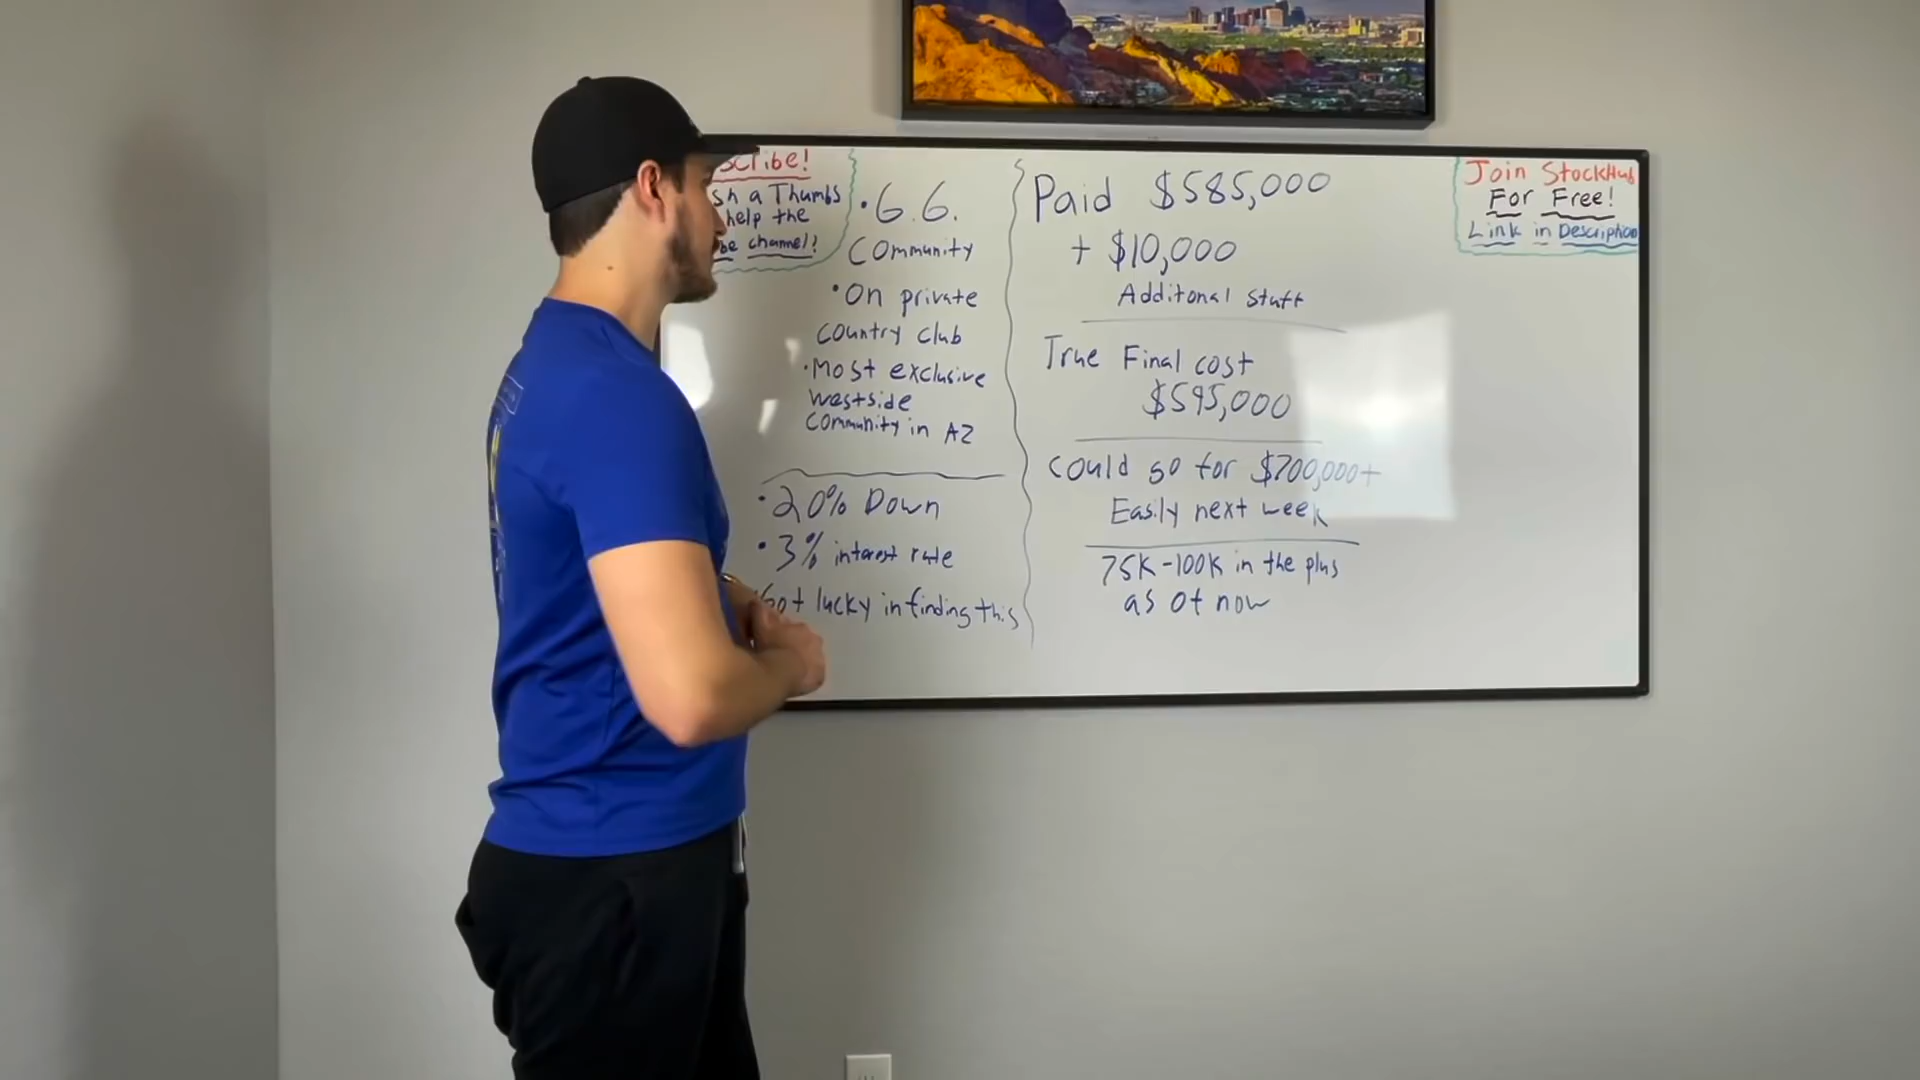 scribe!
sh a Thumbs
help the
be channel!
• G.G.
Community
• On private
country club
• Most exclusive
westside
community in AZ
• 20% Down
• 3% interest rate
Got lucky in finding this
Paid $585,000
+ $10,000
Additonal stuff
True Final cost
$595,000
could go for $700,000+
Easily next week
75K-100K in the plus
as of now
Join StockHub
For Free!
Link in Description